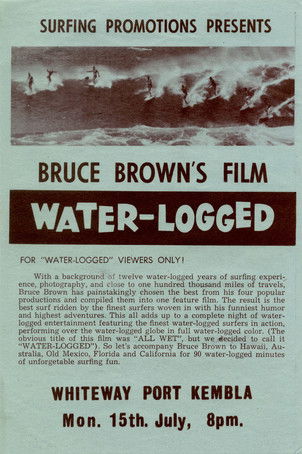 SURFING PROMOTIONS PRESENTS
BRUCE BROWN'S FILM
WATER-LOGGED
FOR "WATER-LOGGED" VIEWERS ONLY!
With a background of twelve water-logged years of surfing experi-
ence, photography, and close to one hundred thousand miles of travels,
Bruce Brown has painstakingly chosen the best from his four popular
productions and compiled them into one feature film. The result is the
best surf ridden by the finest surfers woven in with his funniest humor
and highest adventures. This all adds up to a complete night of water-
logged entertainment featuring the finest water-logged surfers in action,
performing over the water-logged globe in full water-logged color. (The
obvious title of this film was "ALL WET", but we decided to call it
"WATER-LOGGED"). So let's accompany Bruce Brown to Hawaii, Au-
stralia, Old Mexico, Florida and California for 90 water-logged minutes
of unforgetable surfing fun.
WHITEWAY PORT KEMBLA
Mon. 15th. July, 8pm.